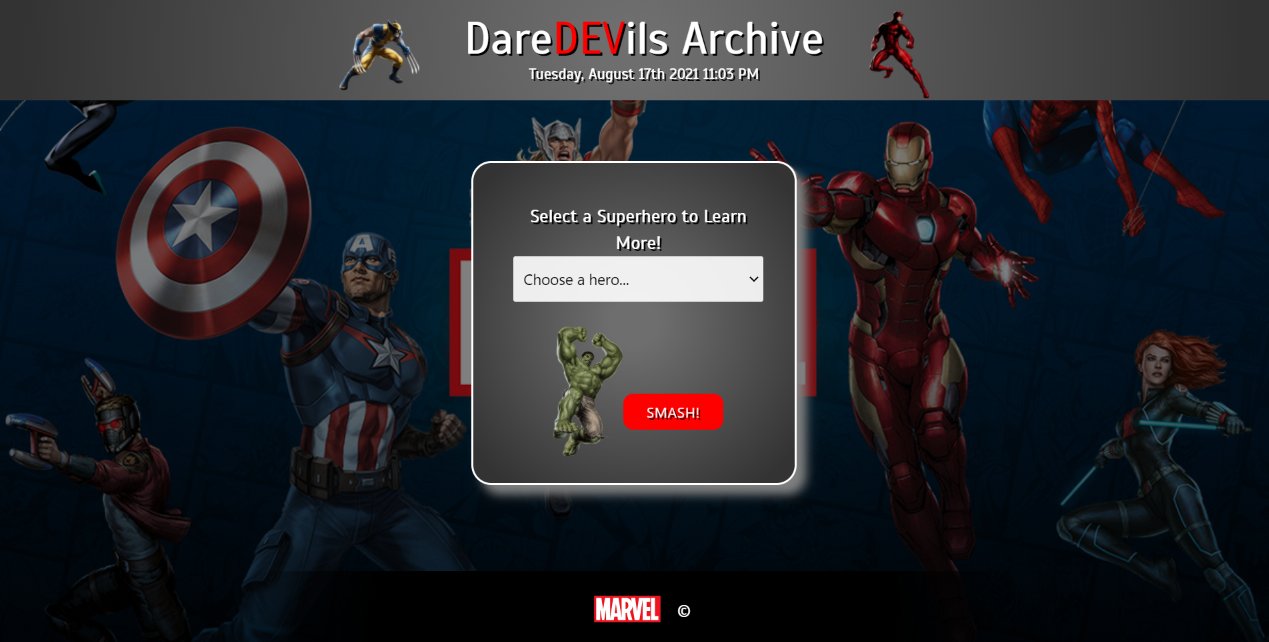 DareDEVils Archive
Tuesday, August 17th 2021 11:03 PM
Select a Superhero to Learn
More!
Choose a hero...
SMASH!
MARVEL ©